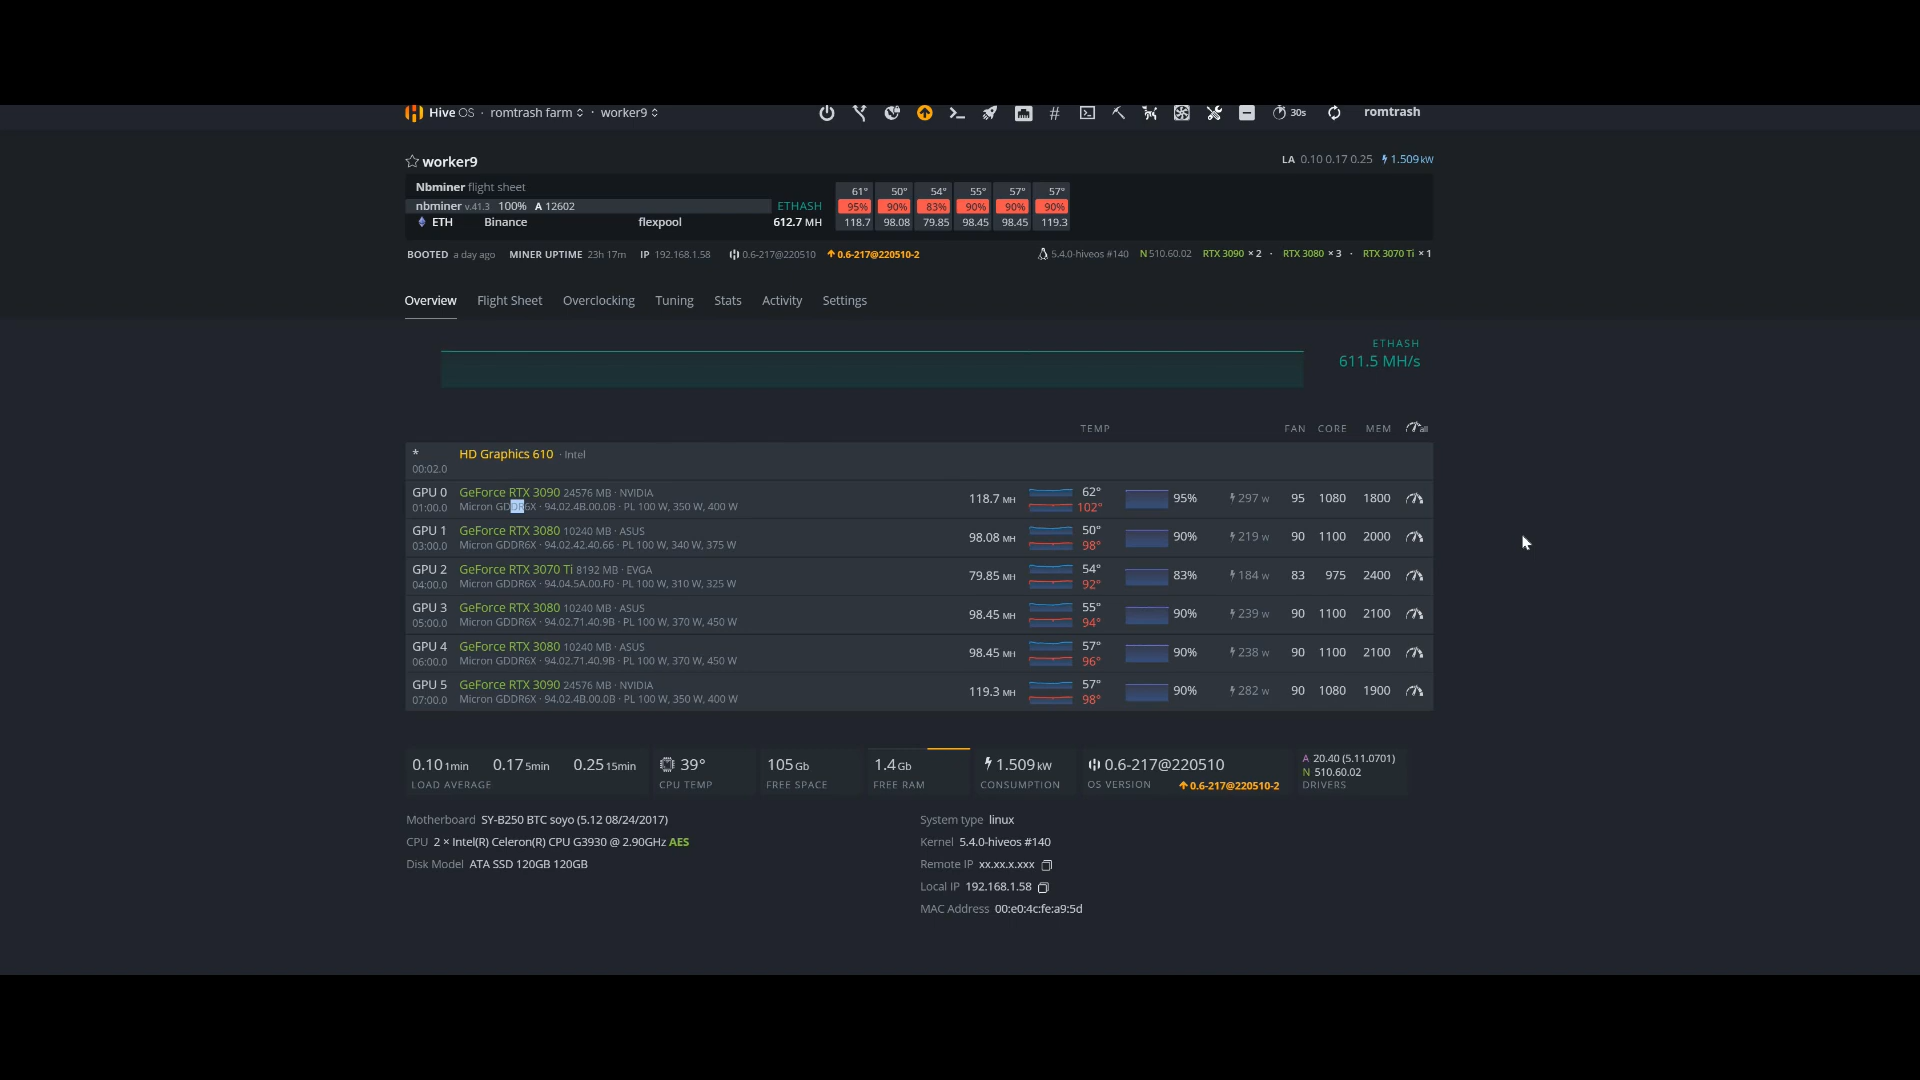 Hive OS · romtrash farm · worker9 # 30s romtrash
worker9 LA 0.10 0.17 0.25 1.509 kW
Nbminer flight sheet 61° 50° 54° 55° 57° 57°
nbminer v.41.3 100% A 12602 ETHASH 95% 90% 83% 90% 90% 90%
ETH Binance flexpool 612.7 MH 118.7 98.08 79.85 98.45 98.45 119.3
BOOTED a day ago MINER UPTIME 23h 17m IP 192.168.1.58 0.6-217@220510 0.6-217@220510-2 5.4.0-hiveos #140 N 510.60.02 RTX 3090 × 2 · RTX 3080 × 3 · RTX 3070 Ti × 1
Overview Flight Sheet Overclocking Tuning Stats Activity Settings
ETHASH
611.5 MH/s
TEMP FAN CORE MEM all
* HD Graphics 610 · Intel
00:02.0
GPU 0 GeForce RTX 3090 24576 MB · NVIDIA 118.7 MH 62° 95% 297 W 95 1080 1800
01:00.0 Micron GDDR6X · 94.02.4B.00.0B · PL 100 W, 350 W, 400 W 102°
GPU 1 GeForce RTX 3080 10240 MB · ASUS 98.08 MH 50° 90% 219 W 90 1100 2000
03:00.0 Micron GDDR6X · 94.02.42.40.66 · PL 100 W, 340 W, 375 W 98°
GPU 2 GeForce RTX 3070 Ti 8192 MB · EVGA 79.85 MH 54° 83% 184 W 83 975 2400
04:00.0 Micron GDDR6X · 94.04.5A.00.F0 · PL 100 W, 310 W, 325 W 92°
GPU 3 GeForce RTX 3080 10240 MB · ASUS 98.45 MH 55° 90% 239 W 90 1100 2100
05:00.0 Micron GDDR6X · 94.02.71.40.9B · PL 100 W, 370 W, 450 W 94°
GPU 4 GeForce RTX 3080 10240 MB · ASUS 98.45 MH 57° 90% 238 W 90 1100 2100
06:00.0 Micron GDDR6X · 94.02.71.40.9B · PL 100 W, 370 W, 450 W 96°
GPU 5 GeForce RTX 3090 24576 MB · NVIDIA 119.3 MH 57° 90% 282 W 90 1080 1900
07:00.0 Micron GDDR6X · 94.02.4B.00.0B · PL 100 W, 350 W, 400 W 98°
0.10 1min 0.17 5min 0.25 15min 39° 105 Gb 1.4 Gb 1.509 kW 0.6-217@220510 A 20.40 (5.11.0701)
N 510.60.02
LOAD AVERAGE CPU TEMP FREE SPACE FREE RAM CONSUMPTION OS VERSION 0.6-217@220510-2 DRIVERS
Motherboard SY-B250 BTC soyo (5.12 08/24/2017)
CPU 2 × Intel(R) Celeron(R) CPU G3930 @ 2.90GHz AES
Disk Model ATA SSD 120GB 120GB
System type linux
Kernel 5.4.0-hiveos #140
Remote IP xx.xx.x.xxx
Local IP 192.168.1.58
MAC Address 00:e0:4c:fe:a9:5d